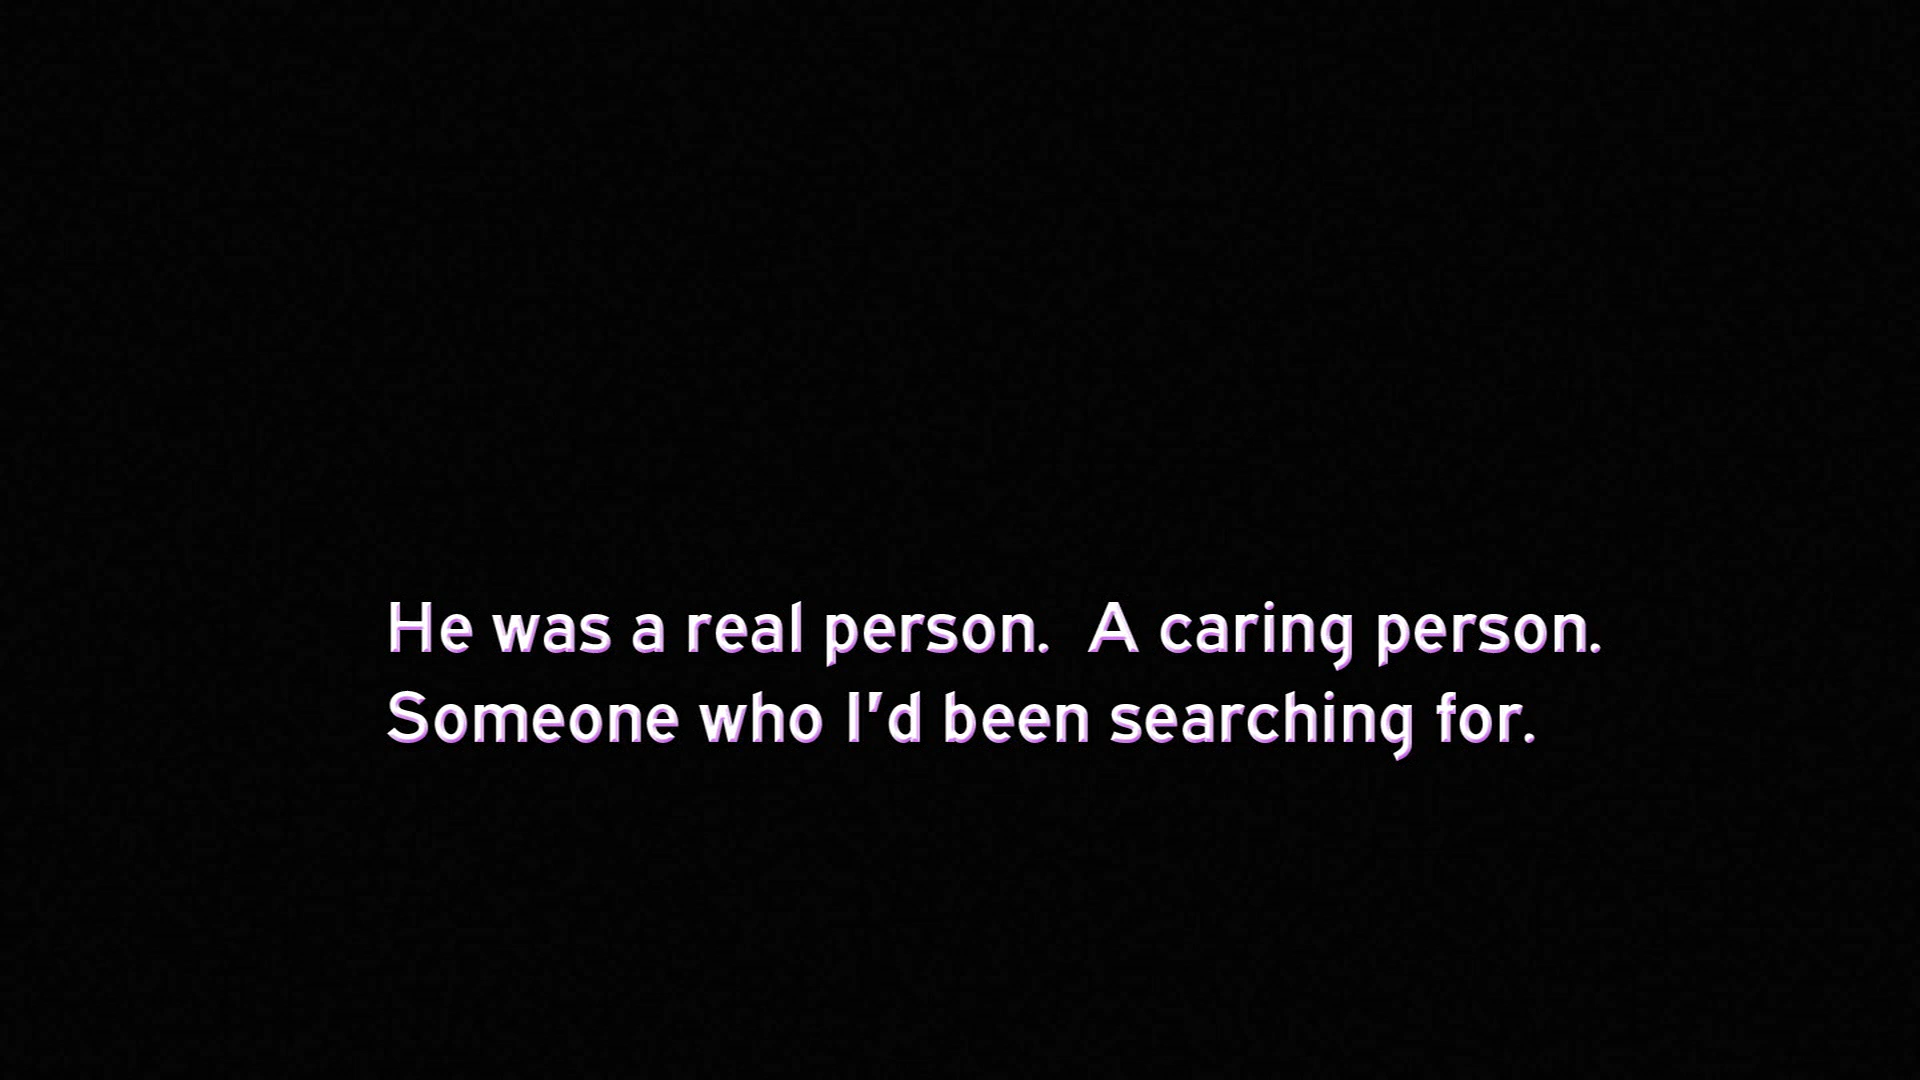 He was a real person.  A caring person.
Someone who I'd been searching for.